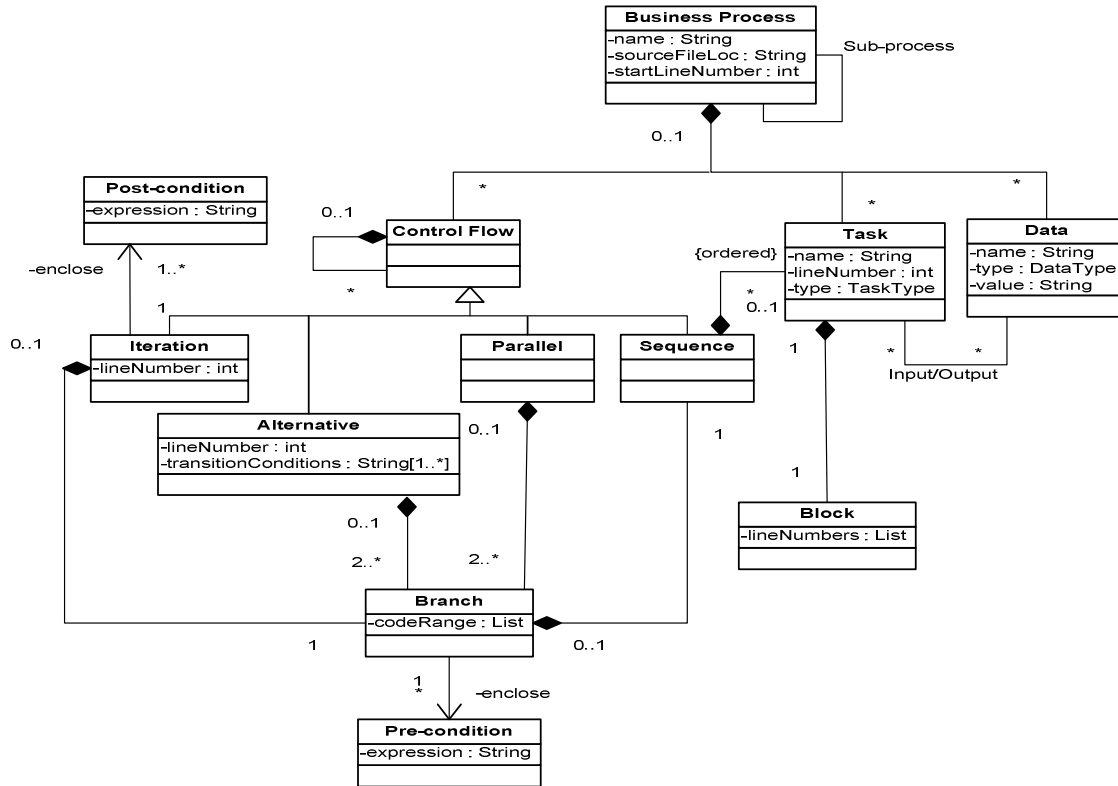 Business Process
-name : String
-sourceFileLoc : String
-startLineNumber : int
Sub-process
0..1
*
*
*
Post-condition
-expression : String
-enclose
1..*
1
0..1
Control Flow
*
{ordered}
*
0..1
Task
-name : String
-lineNumber : int
-type : TaskType
Data
-name : String
-type : DataType
-value : String
*
*
Input/Output
0..1
Iteration
-lineNumber : int
Parallel
Sequence
1
Alternative
-lineNumber : int
-transitionConditions : String[1..*]
0..1
1
0..1
2..*
2..*
1
Block
-lineNumbers : List
Branch
-codeRange : List
1
0..1
1
*
-enclose
Pre-condition
-expression : String